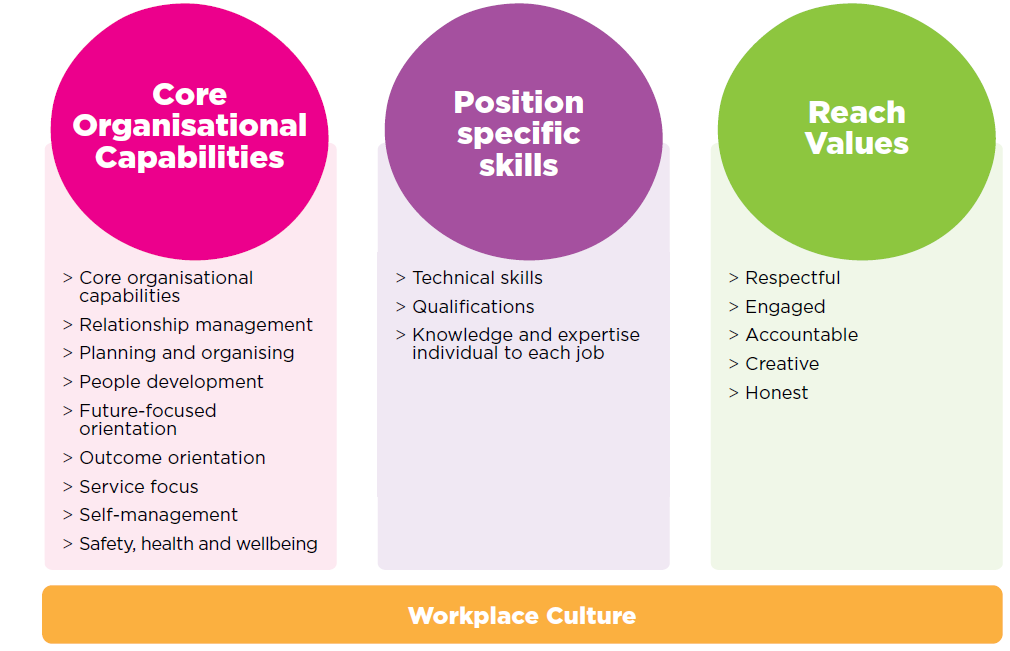 Core
Organisational
Capabilities
> Core organisational
capabilities
> Relationship management
> Planning and organising
> People development
> Future-focused
orientation
> Outcome orientation
> Service focus
> Self-management
> Safety, health and wellbeing
Position
specific
skills
> Technical skills
> Qualifications
> Knowledge and expertise
individual to each job
Reach
Values
> Respectful
> Engaged
> Accountable
> Creative
> Honest
Workplace Culture